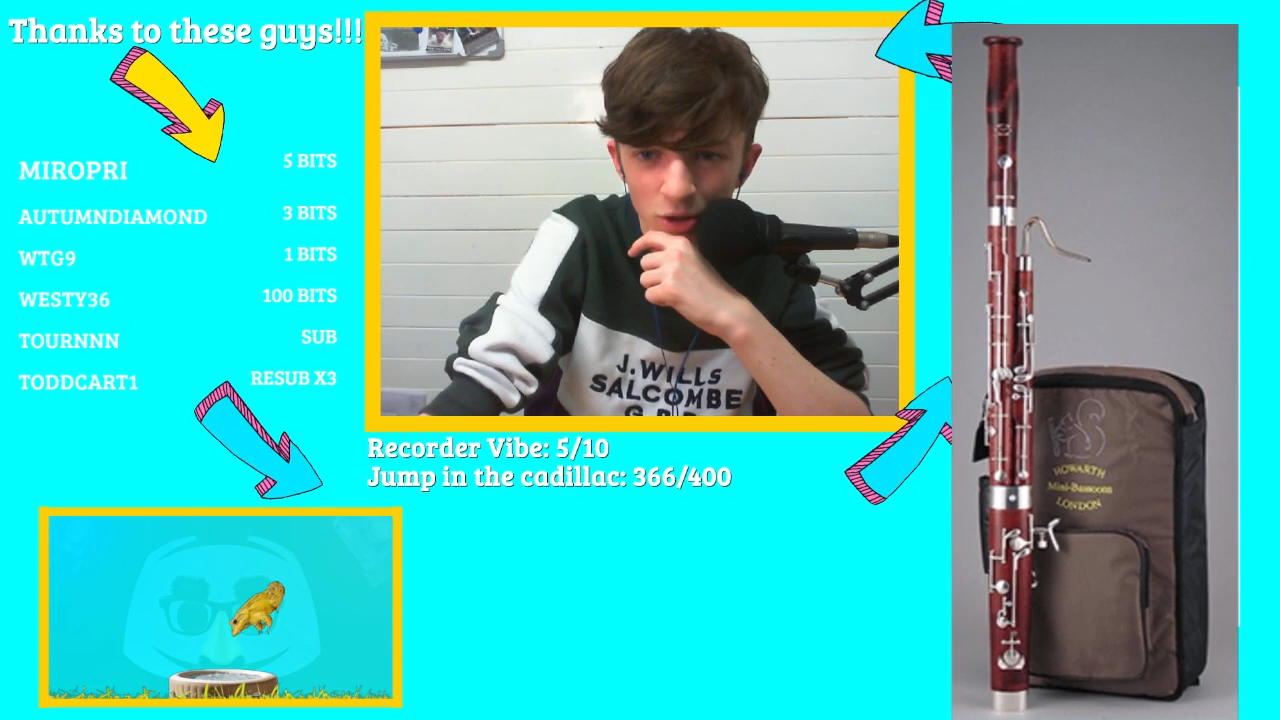 Thanks to these guys!!!
MIROPRI 5 BITS
AUTUMNDIAMOND 3 BITS
WTG9 1 BITS
WESTY36 100 BITS
TOURNNN SUB
TODDCART1 RESUB X3
J.WILLS
SALCOMBE
Recorder Vibe: 5/10
Jump in the cadillac: 366/400
HOWARTH
Mini-Bassoons
LONDON